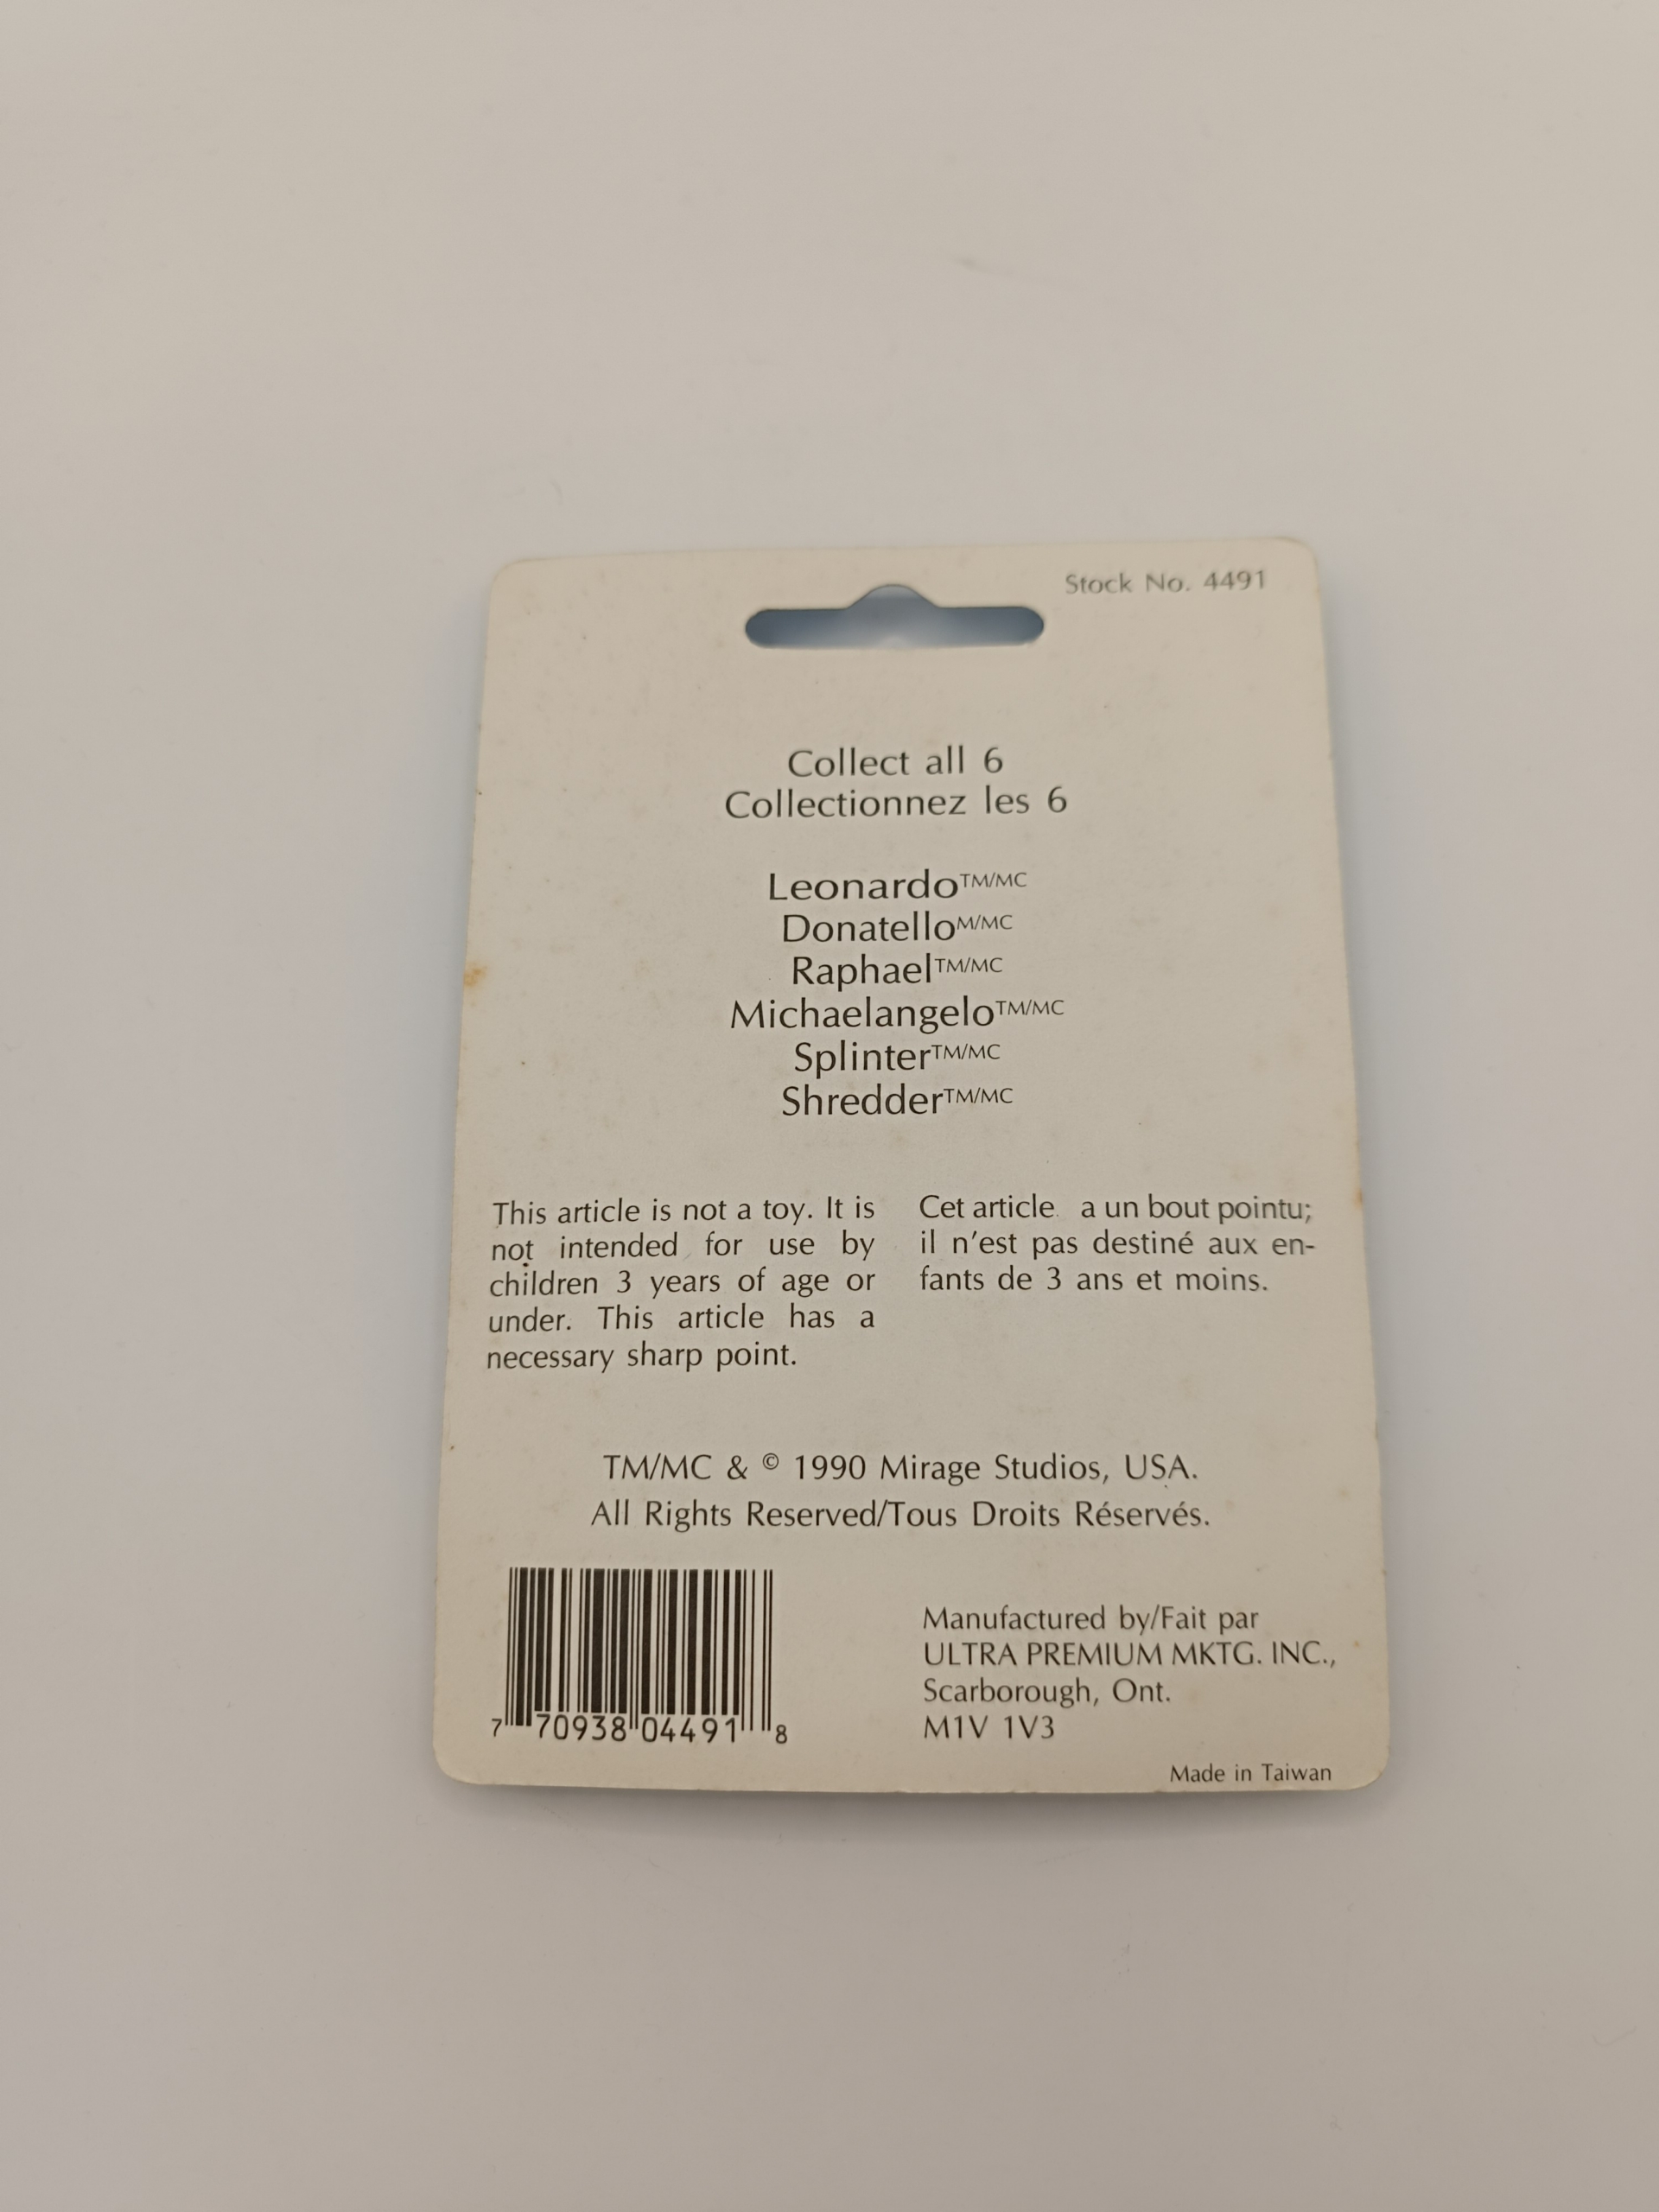 Stock No. 4491
Collect all 6
Collectionnez les 6
Leonardo™/MC
DonatelloM/MC
Raphael™/MC
Michaelangelo™/MC
Splinter™/MC
Shredder™/MC
This article is not a toy. It is
not intended for use by
children 3 years of age or
under. This article has a
necessary sharp point.
Cet article a un bout pointu;
il n'est pas destiné aux en-
fants de 3 ans et moins.
TM/MC & © 1990 Mirage Studios, USA.
All Rights Reserved/Tous Droits Réservés.
7 70938 04491 8
Manufactured by/Fait par
ULTRA PREMIUM MKTG. INC.,
Scarborough, Ont.
M1V 1V3
Made in Taiwan